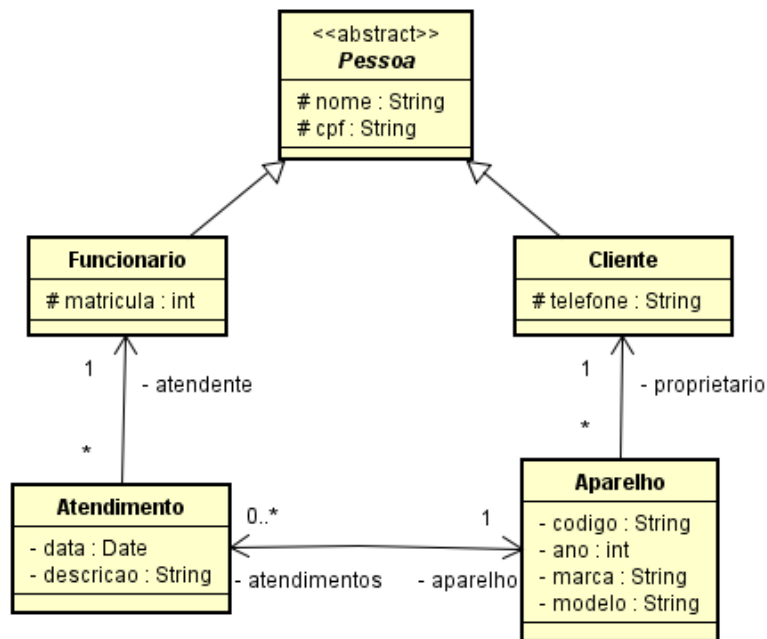 <<abstract>>
Pessoa
# nome : String
# cpf : String
Funcionario
# matricula : int
Cliente
# telefone : String
1
- atendente
*
1
- proprietario
*
Atendimento
- data : Date
- descricao : String
0..*
1
- atendimentos
- aparelho
Aparelho
- codigo : String
- ano : int
- marca : String
- modelo : String